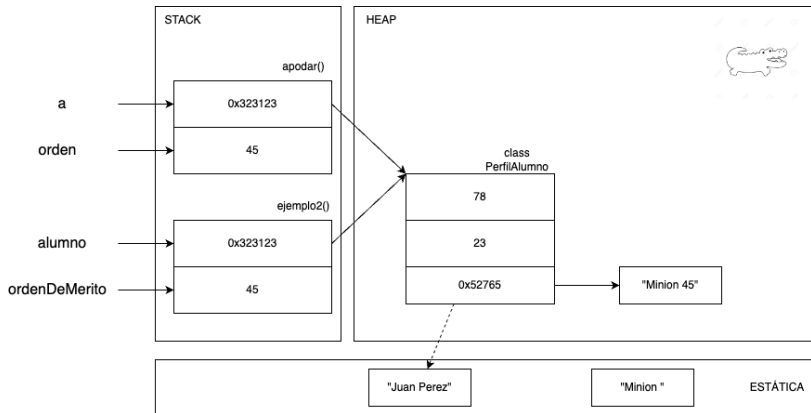 STACK
HEAP
apodar()
a
0x323123
orden
45
class
PerfilAlumno
78
ejemplo2()
23
alumno
0x323123
ordenDeMerito
45
0x52765
"Minion 45"
"Juan Perez"
"Minion "
ESTÁTICA